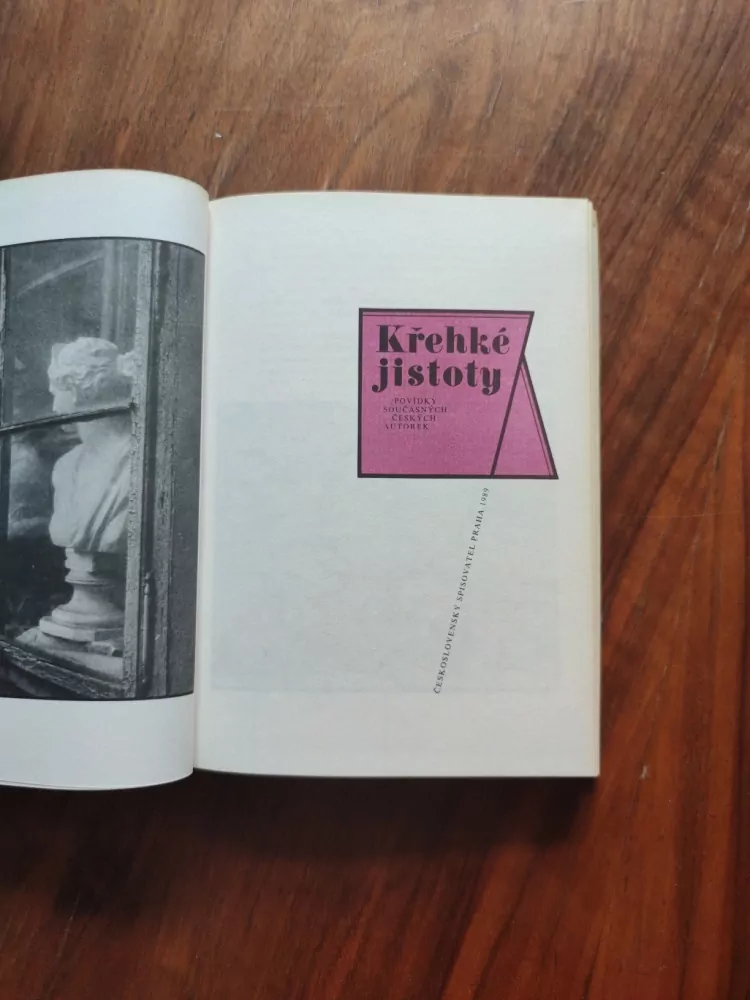 Křehké
jistoty
POVÍDKY
SOUČASNÝCH
ČESKÝCH
AUTOREK
ČESKOSLOVENSKÝ SPISOVATEL PRAHA 1989